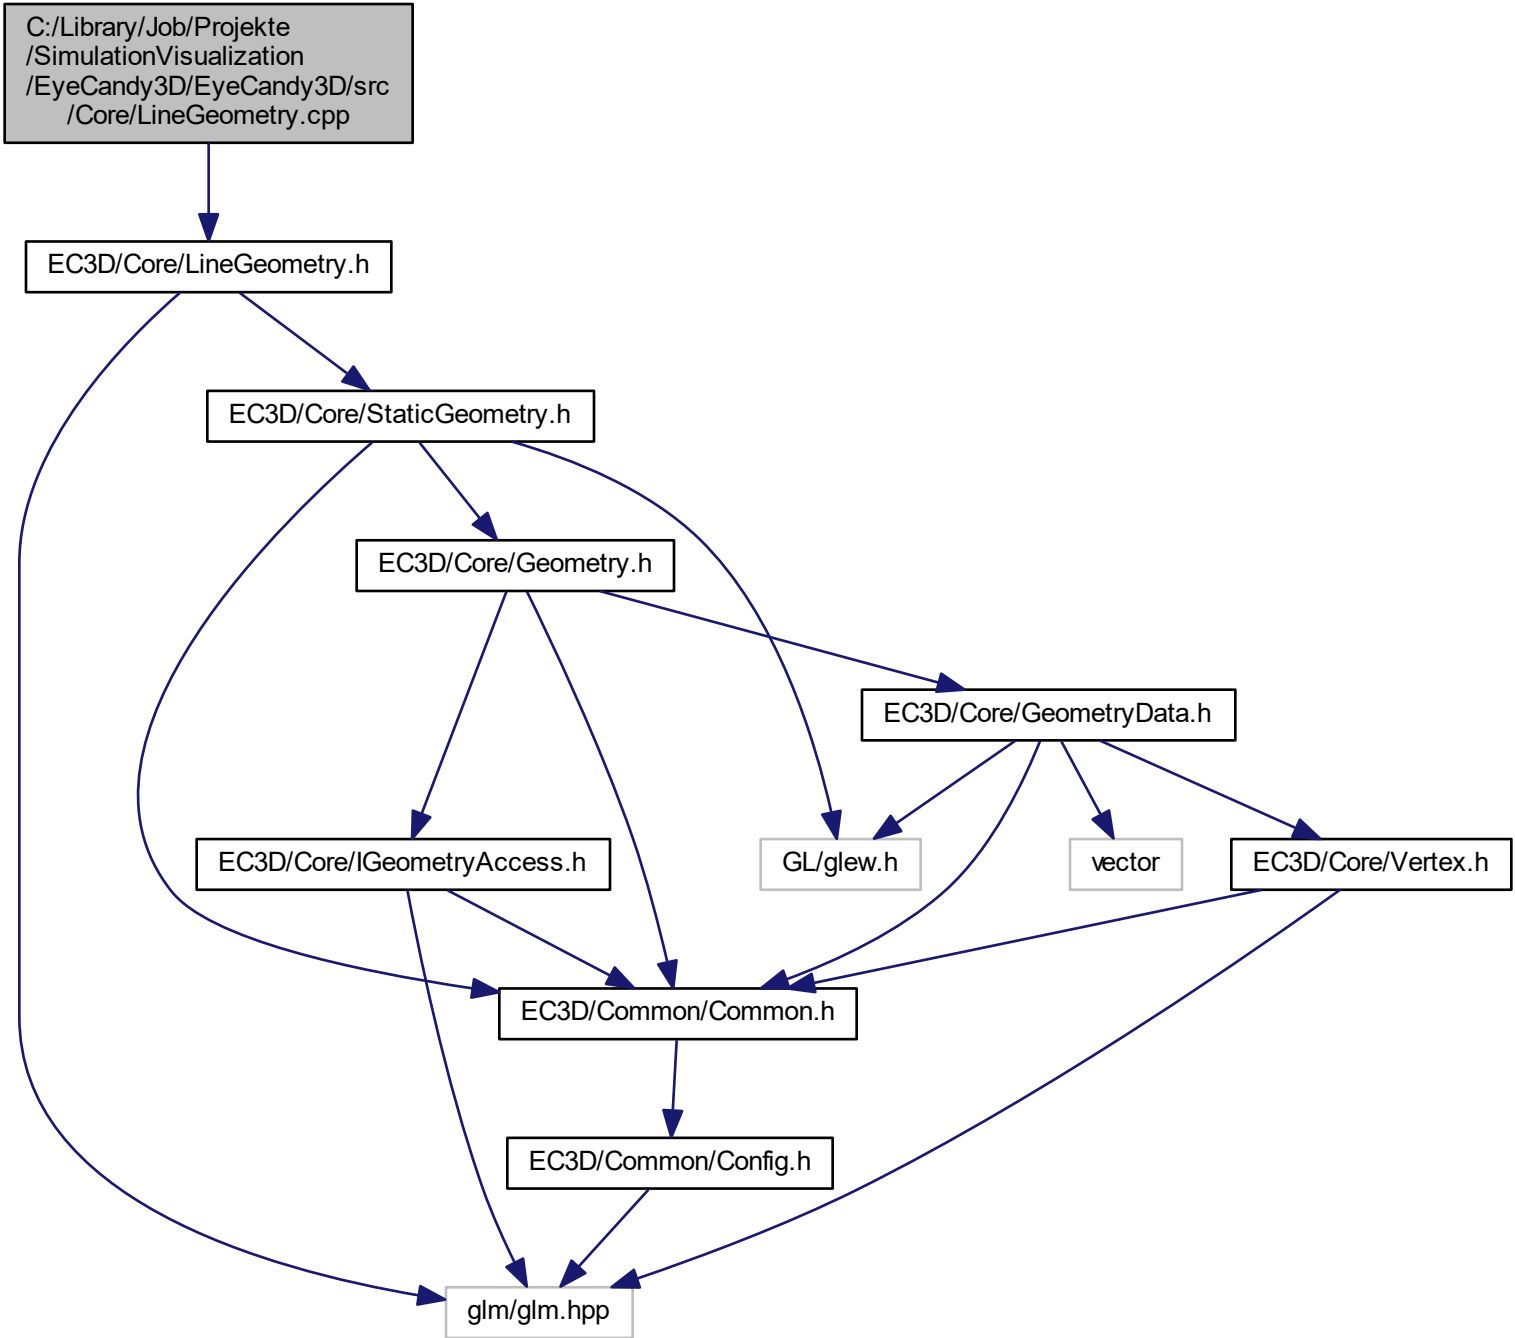 C:/Library/Job/Projekte
/SimulationVisualization
/EyeCandy3D/EyeCandy3D/src
/Core/LineGeometry.cpp
EC3D/Core/LineGeometry.h
EC3D/Core/StaticGeometry.h
EC3D/Core/Geometry.h
EC3D/Core/GeometryData.h
EC3D/Core/IGeometryAccess.h
GL/glew.h
vector
EC3D/Core/Vertex.h
EC3D/Common/Common.h
EC3D/Common/Config.h
glm/glm.hpp